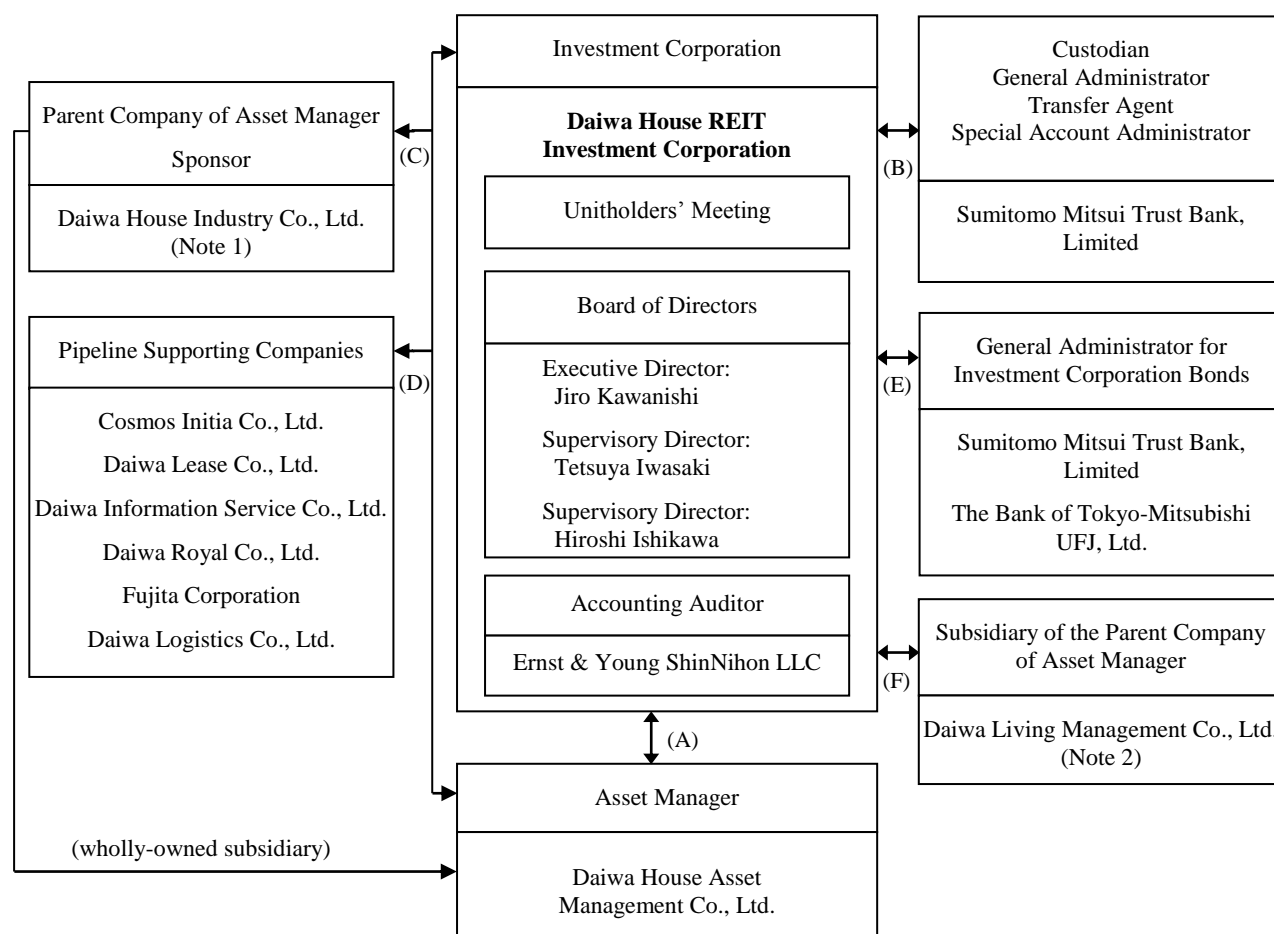 Parent Company of Asset Manager
Sponsor
Daiwa House Industry Co., Ltd.
(Note 1)
(C)
Pipeline Supporting Companies
(D)
Cosmos Initia Co., Ltd.
Daiwa Lease Co., Ltd.
Daiwa Information Service Co., Ltd.
Daiwa Royal Co., Ltd.
Fujita Corporation
Daiwa Logistics Co., Ltd.
(wholly-owned subsidiary)
Investment Corporation
Daiwa House REIT
Investment Corporation
Unitholders’ Meeting
Board of Directors
Executive Director:
Jiro Kawanishi
Supervisory Director:
Tetsuya Iwasaki
Supervisory Director:
Hiroshi Ishikawa
Accounting Auditor
Ernst & Young ShinNihon LLC
(A)
Asset Manager
Daiwa House Asset
Management Co., Ltd.
Custodian
General Administrator
Transfer Agent
Special Account Administrator
(B)
Sumitomo Mitsui Trust Bank,
Limited
General Administrator for
Investment Corporation Bonds
(E)
Sumitomo Mitsui Trust Bank,
Limited
The Bank of Tokyo-Mitsubishi
UFJ, Ltd.
Subsidiary of the Parent Company
of Asset Manager
(F)
Daiwa Living Management Co., Ltd.
(Note 2)